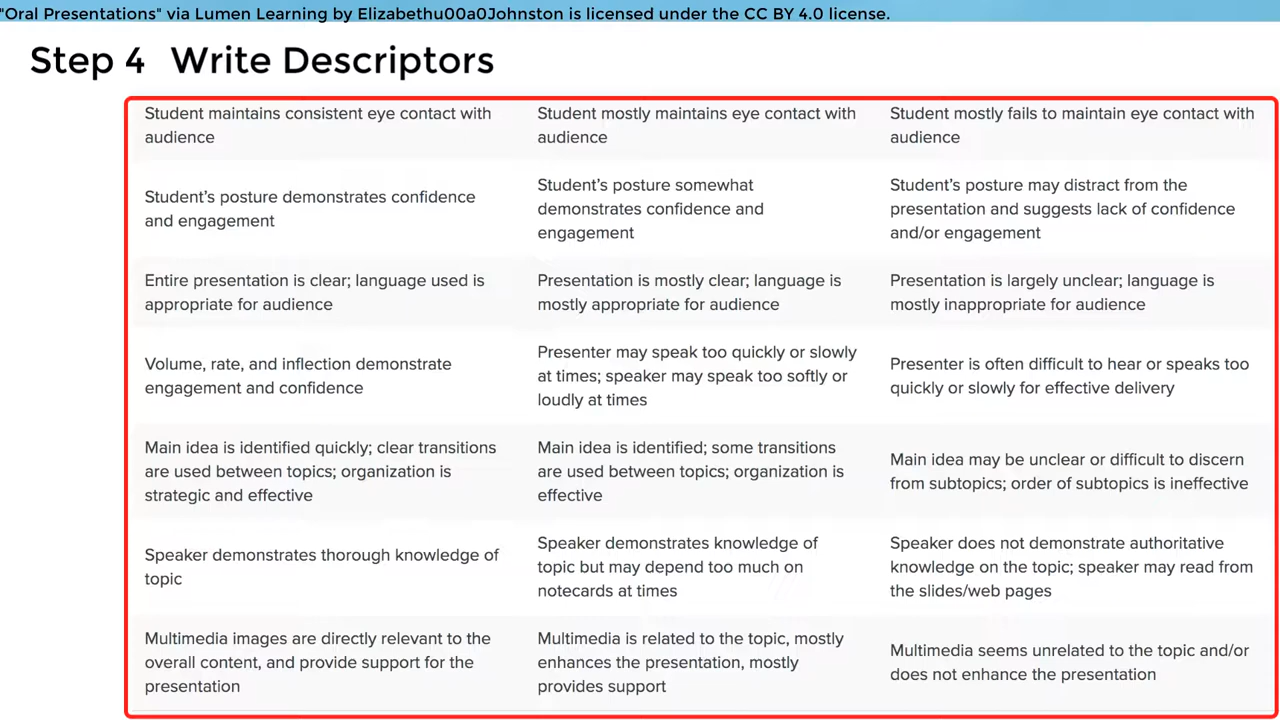 "Oral Presentations" via Lumen Learning by Elizabethu00a0Johnston is licensed under the CC BY 4.0 license.
Step 4 Write Descriptors
Student maintains consistent eye contact with
audience
Student mostly maintains eye contact with
audience
Student mostly fails to maintain eye contact with
audience
Student’s posture demonstrates confidence
and engagement
Student’s posture somewhat
demonstrates confidence and
engagement
Student’s posture may distract from the
presentation and suggests lack of confidence
and/or engagement
Entire presentation is clear; language used is
appropriate for audience
Presentation is mostly clear; language is
mostly appropriate for audience
Presentation is largely unclear; language is
mostly inappropriate for audience
Volume, rate, and inflection demonstrate
engagement and confidence
Presenter may speak too quickly or slowly
at times; speaker may speak too softly or
loudly at times
Presenter is often difficult to hear or speaks too
quickly or slowly for effective delivery
Main idea is identified quickly; clear transitions
are used between topics; organization is
strategic and effective
Main idea is identified; some transitions
are used between topics; organization is
effective
Main idea may be unclear or difficult to discern
from subtopics; order of subtopics is ineffective
Speaker demonstrates thorough knowledge of
topic
Speaker demonstrates knowledge of
topic but may depend too much on
notecards at times
Speaker does not demonstrate authoritative
knowledge on the topic; speaker may read from
the slides/web pages
Multimedia images are directly relevant to the
overall content, and provide support for the
presentation
Multimedia is related to the topic, mostly
enhances the presentation, mostly
provides support
Multimedia seems unrelated to the topic and/or
does not enhance the presentation